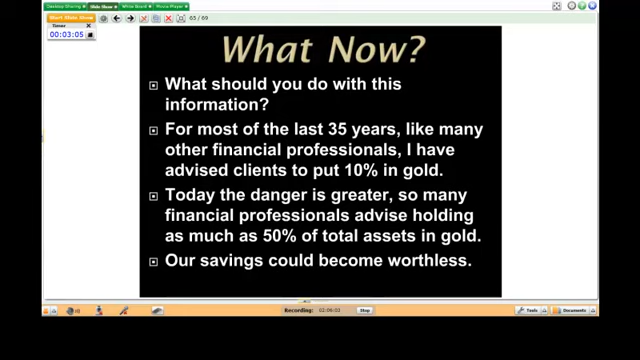 Desktop Sharing
Slide Show
White Board
Movie Player
Start Slide Show
65 / 69
Timer
00:03:05
What Now?
What should you do with this
information?
For most of the last 35 years, like many
other financial professionals, I have
advised clients to put 10% in gold.
Today the danger is greater, so many
financial professionals advise holding
as much as 50% of total assets in gold.
Our savings could become worthless.
Recording:
Stop
Tools
Documents